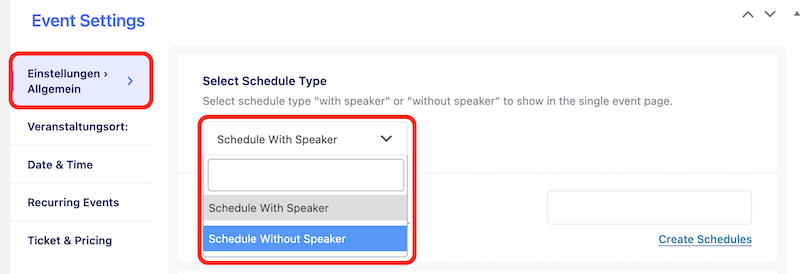 Event Settings
Einstellungen ›
Allgemein
Veranstaltungsort:
Date & Time
Recurring Events
Ticket & Pricing
Select Schedule Type
Select schedule type "with speaker" or "without speaker" to show in the single event page.
Schedule With Speaker
Schedule With Speaker
Schedule Without Speaker
Create Schedules